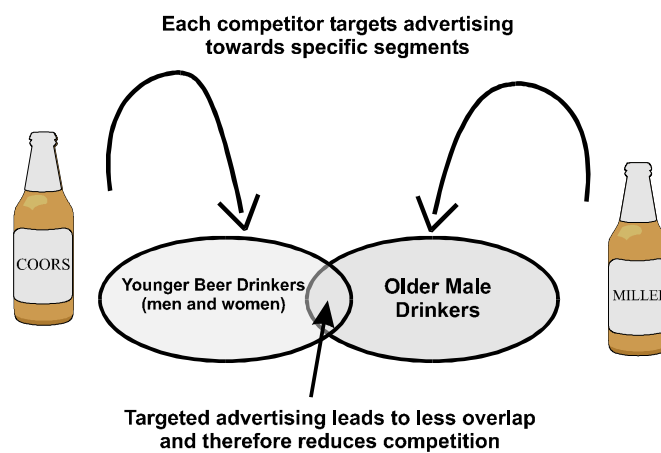 Each competitor targets advertising
towards specific segments
COORS
Younger Beer Drinkers
(men and women)
Older Male
Drinkers
MILLER
Targeted advertising leads to less overlap
and therefore reduces competition